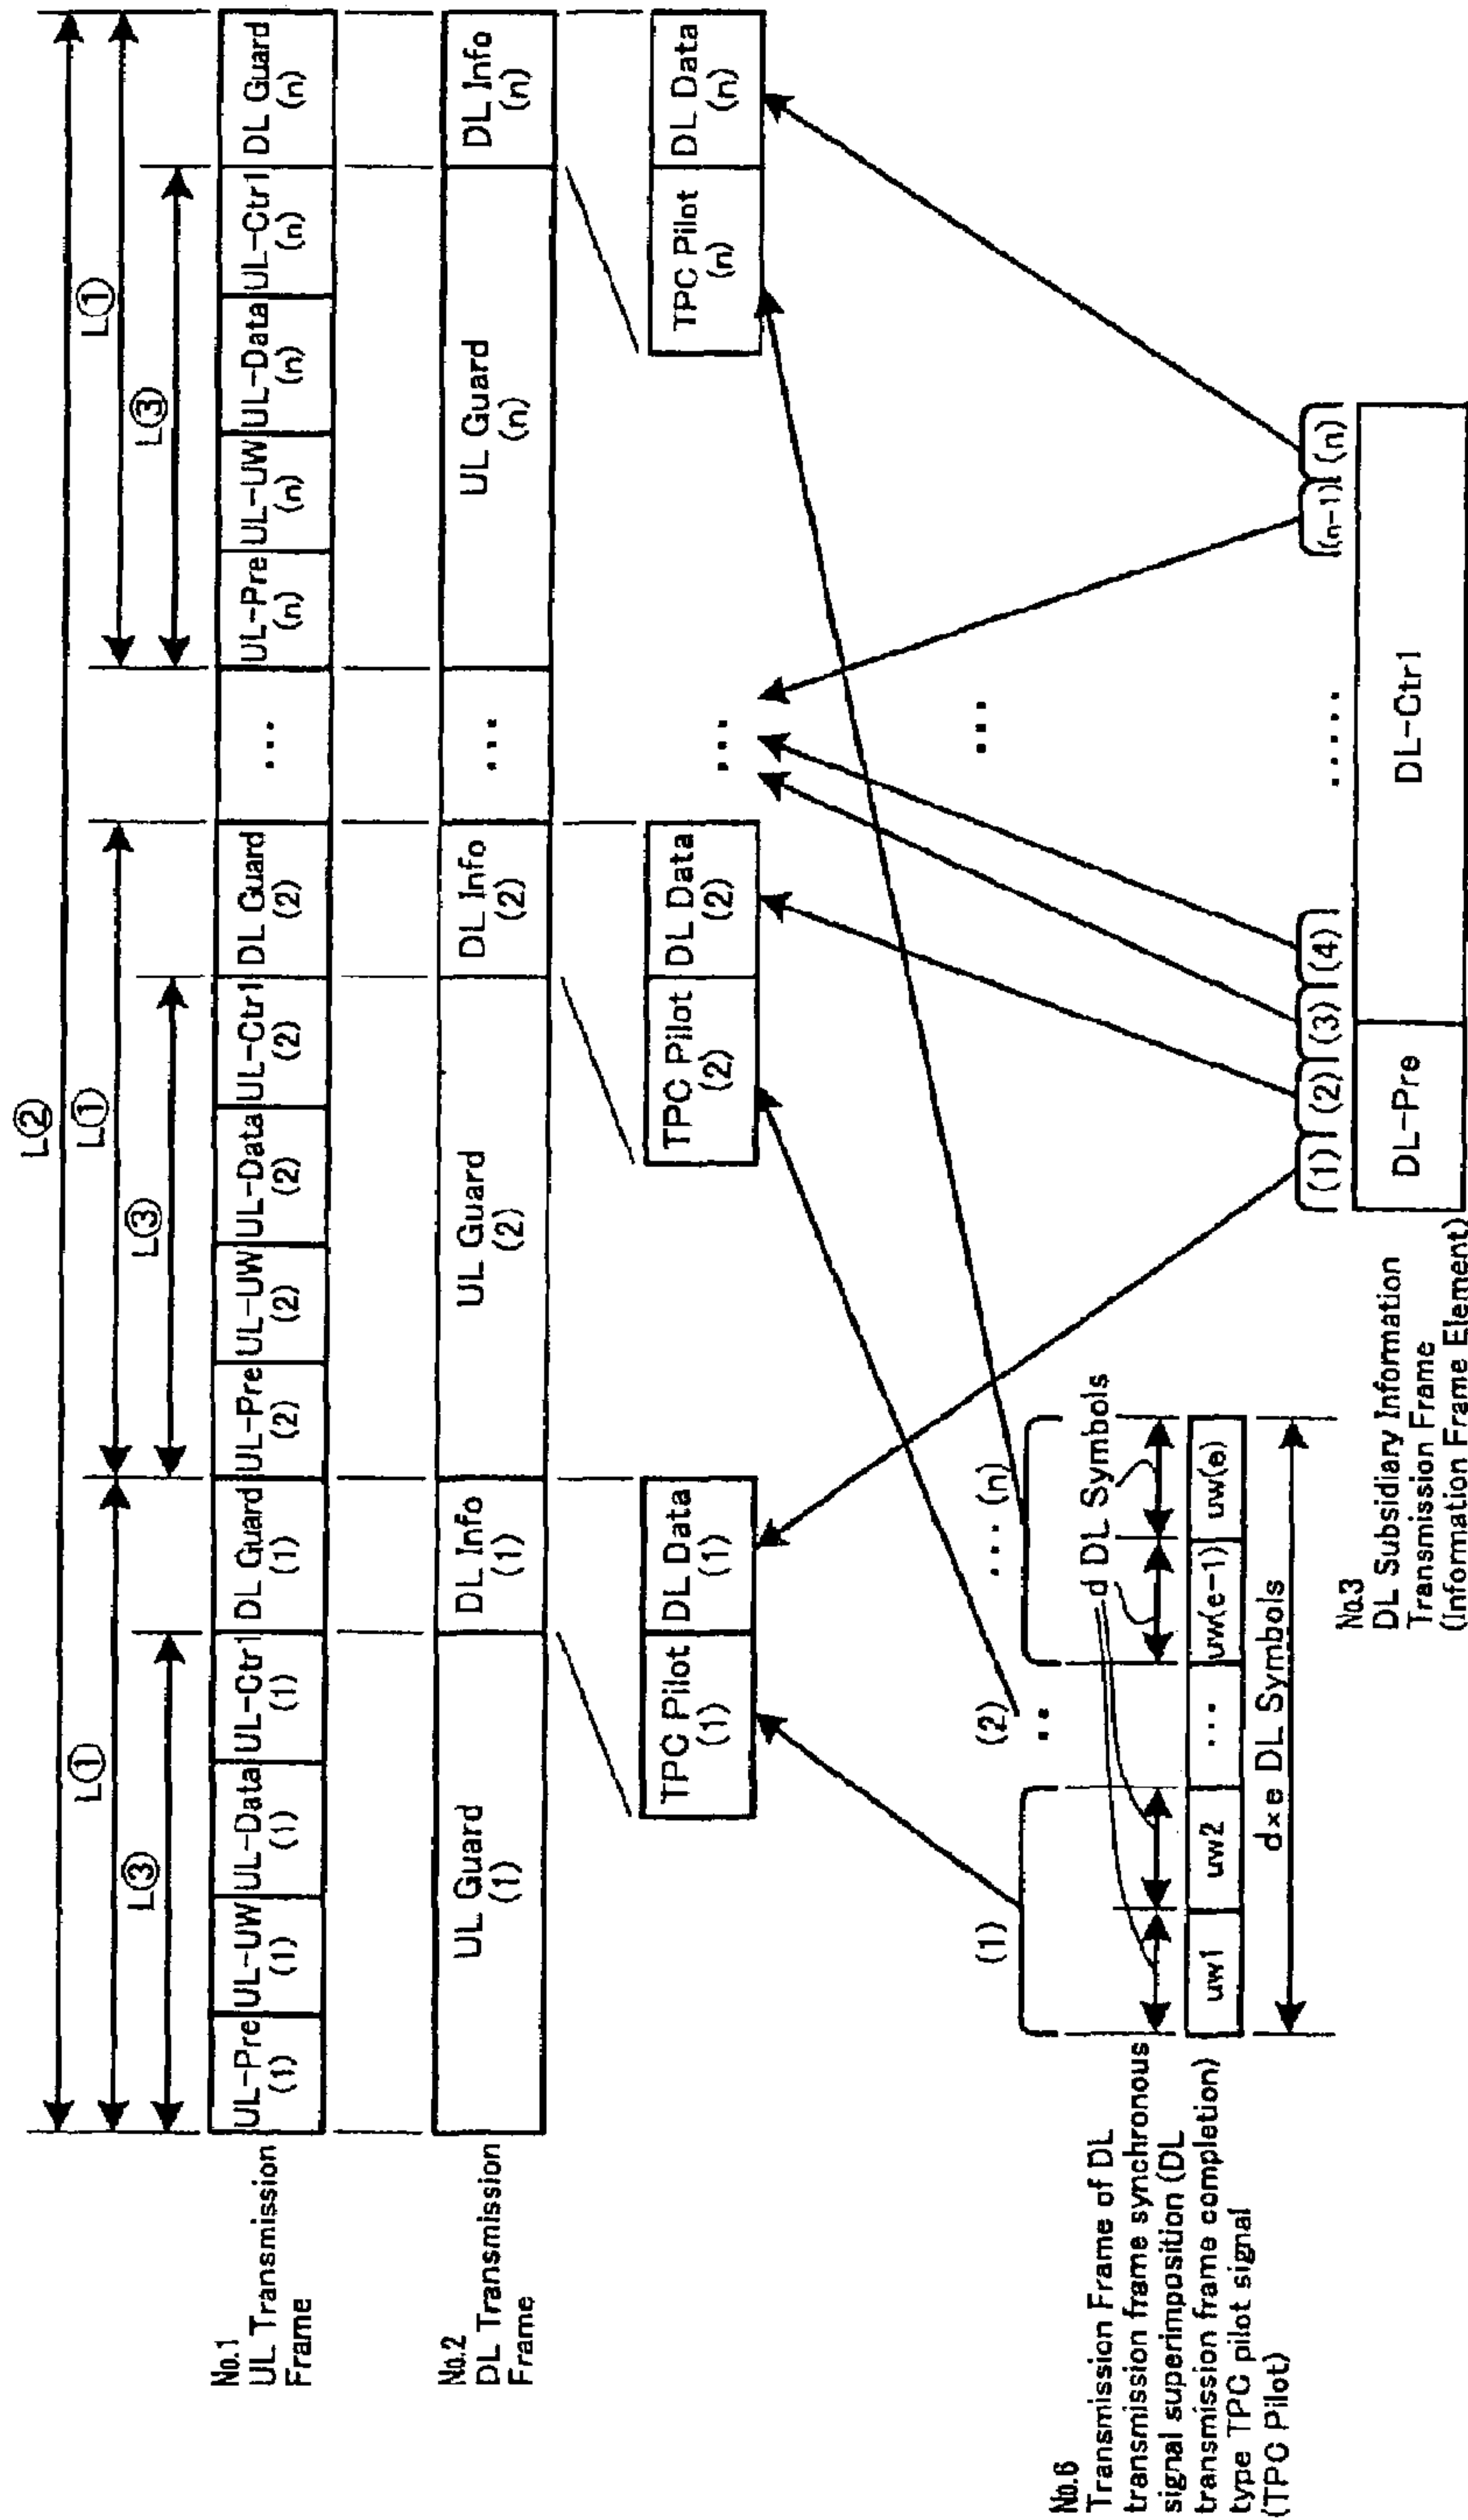 L②
L① L① L①
L③ L③ L③
No.1
UL Transmission
Frame
UL-Pre (1) UL-UW (1) UL-Data (1) UL-Ctrl (1) DL Guard (1) UL-Pre (2) UL-UW (2) UL-Data (2) UL-Ctrl (2) DL Guard (2) ... UL-Pre (n) UL-UW (n) UL-Data (n) UL-Ctrl (n) DL Guard (n)
No.2
DL Transmission
Frame
UL Guard (1) DL Info (1) UL Guard (2) DL Info (2) ... UL Guard (n) DL Info (n)
TPC Pilot (1) DL Data (1) TPC Pilot (2) DL Data (2) ... TPC Pilot (n) DL Data (n)
...
No.6
Transmission Frame of DL
transmission frame synchronous
signal superimposition (DL
transmission frame completion)
type TPC pilot signal
(TPC Pilot)
(1) (2) ... (n)
..
d DL Symbols
uw1 uw2 ... uw(e-1) uw(e)
d×e DL Symbols
No.3
DL Subsidiary Information
Transmission Frame
(Information Frame Element)
(1) (2) (3) (4) ..... (n-1) (n)
DL-Pre DL-Ctrl